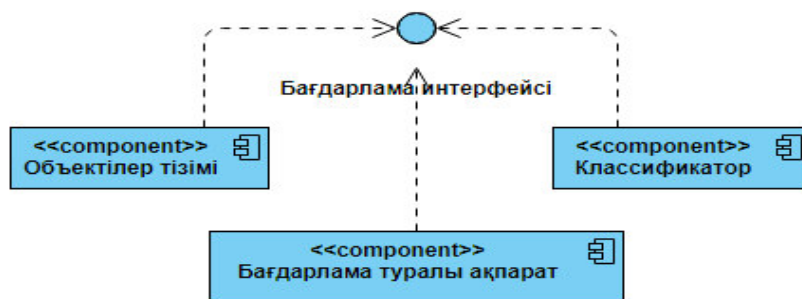 Бағдарлама интерфейсі
<<component>>
Объектілер тізімі
<<component>>
Классификатор
<<component>>
Бағдарлама туралы ақпарат